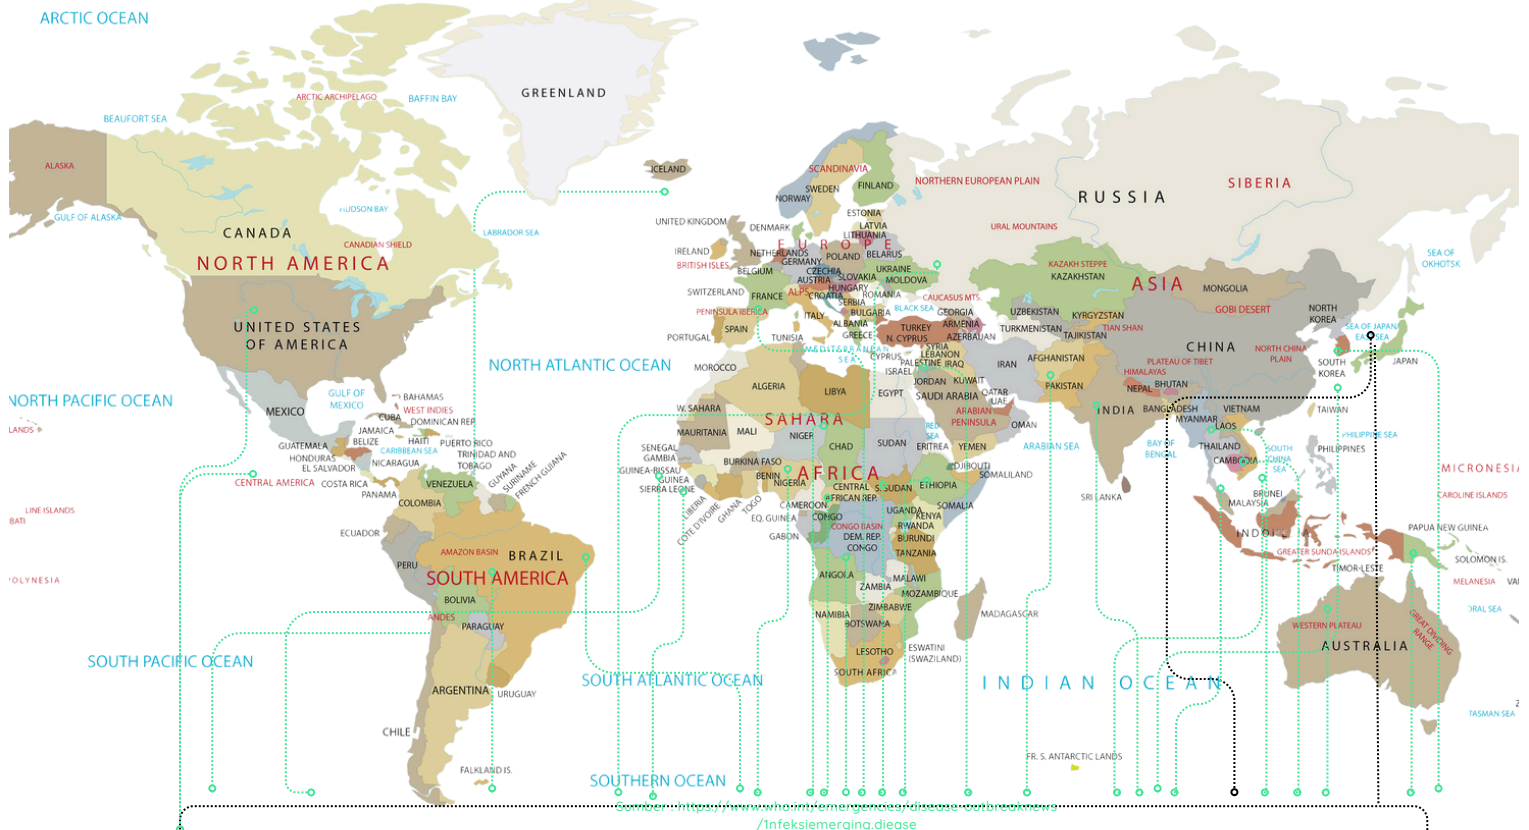 ARCTIC OCEAN
GREENLAND
ARCTIC ARCHIPELAGO
BAFFIN BAY
BEAUFORT SEA
ALASKA
ICELAND
SCANDINAVIA
NORTHERN EUROPEAN PLAIN
SIBERIA
RUSSIA
SWEDEN
FINLAND
NORWAY
HUDSON BAY
GULF OF ALASKA
CANADA
LABRADOR SEA
CANADIAN SHIELD
NORTH AMERICA
UNITED KINGDOM
DENMARK
ESTONIA
LATVIA
LITHUANIA
URAL MOUNTAINS
EUROPE
IRELAND
NETHERLANDS
POLAND
BELARUS
SEA OF
OKHOTSK
BRITISH ISLES
BELGIUM
GERMANY
CZECHIA
UKRAINE
KAZAKH STEPPE
KAZAKHSTAN
SLOVAKIA
AUSTRIA
MOLDOVA
ASIA
MONGOLIA
SWITZERLAND
FRANCE
ALPS
HUNGARY
CROATIA
ROMANIA
SERBIA
CAUCASUS MTS.
PENINSULA IBERICA
ITALY
BULGARIA
BLACK SEA
GEORGIA
UZBEKISTAN
KYRGYZSTAN
GOBI DESERT
NORTH
KOREA
UNITED STATES
OF AMERICA
PORTUGAL
SPAIN
TUNISIA
ALBANIA
GREECE
TURKEY
N. CYPRUS
ARMENIA
AZERBAIJAN
TURKMENISTAN
TAJIKISTAN
TIAN SHAN
SEA OF JAPAN/
EAST SEA
CHINA
NORTH CHINA
PLAIN
SOUTH
KOREA
JAPAN
NORTH ATLANTIC OCEAN
MOROCCO
MEDITERRANEAN
SEA
CYPRUS
SYRIA
LEBANON
PALESTINE
IRAQ
ISRAEL
IRAN
AFGHANISTAN
PLATEAU OF TIBET
HIMALAYAS
ALGERIA
LIBYA
EGYPT
JORDAN
KUWAIT
SAUDI ARABIA
QATAR
UAE
PAKISTAN
NEPAL
BHUTAN
NORTH PACIFIC OCEAN
GULF OF
MEXICO
BAHAMAS
MEXICO
CUBA
WEST INDIES
DOMINICAN REP.
W. SAHARA
SAHARA
ARABIAN
PENINSULA
OMAN
INDIA
BANGLADESH
MYANMAR
VIETNAM
LAOS
TAIWAN
JAMAICA
HAITI
BELIZE
GUATEMALA
HONDURAS
EL SALVADOR
NICARAGUA
CARIBBEAN SEA
PUERTO RICO
TRINIDAD AND
TOBAGO
MAURITANIA
MALI
NIGER
CHAD
SUDAN
RED
SEA
ERITREA
YEMEN
ARABIAN SEA
BAY OF
BENGAL
THAILAND
CAMBODIA
SOUTH
CHINA
SEA
PHILIPPINES
PHILIPPINE SEA
SENEGAL
GAMBIA
GUINEA-BISSAU
GUINEA
SIERRA LEONE
BURKINA FASO
BENIN
NIGERIA
AFRICA
DJIBOUTI
SOMALILAND
ETHIOPIA
MICRONESIA
CENTRAL AMERICA
COSTA RICA
PANAMA
VENEZUELA
GUYANA
SURINAME
FRENCH GUIANA
COLOMBIA
LIBERIA
COTE D'IVOIRE
GHANA
TOGO
CENTRAL
AFRICAN REP.
S. SUDAN
CAMEROON
SOMALIA
SRI LANKA
BRUNEI
MALAYSIA
CAROLINE ISLANDS
LINE ISLANDS
EQ. GUINEA
GABON
CONGO
UGANDA
KENYA
RWANDA
BURUNDI
CONGO BASIN
DEM. REP.
CONGO
TANZANIA
ECUADOR
AMAZON BASIN
BRAZIL
PERU
SOUTH AMERICA
GREATER SUNDA ISLANDS
PAPUA NEW GUINEA
SOLOMON IS.
TIMOR-LESTE
MELANESIA
ANGOLA
ZAMBIA
MALAWI
MOZAMBIQUE
BOLIVIA
ANDES
PARAGUAY
NAMIBIA
ZIMBABWE
BOTSWANA
MADAGASCAR
WESTERN PLATEAU
GREAT DIVIDING
RANGE
AUSTRALIA
LESOTHO
ESWATINI
(SWAZILAND)
SOUTH AFRICA
SOUTH PACIFIC OCEAN
SOUTH ATLANTIC OCEAN
INDIAN OCEAN
ARGENTINA
URUGUAY
CHILE
TASMAN SEA
FALKLAND IS.
FR. S. ANTARCTIC LANDS
SOUTHERN OCEAN
Sumber : https://www.who.int/emergencies/disease-outbreaknews
/1nfeksiemerging.diease